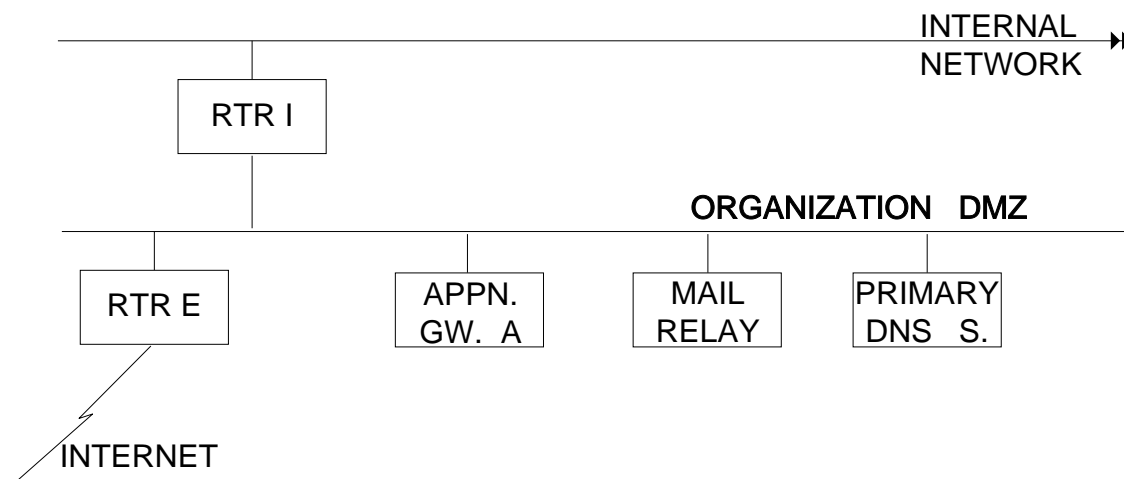 INTERNAL
NETWORK
RTR I
ORGANIZATION DMZ
RTR E
APPN.
GW. A
MAIL
RELAY
PRIMARY
DNS S.
INTERNET